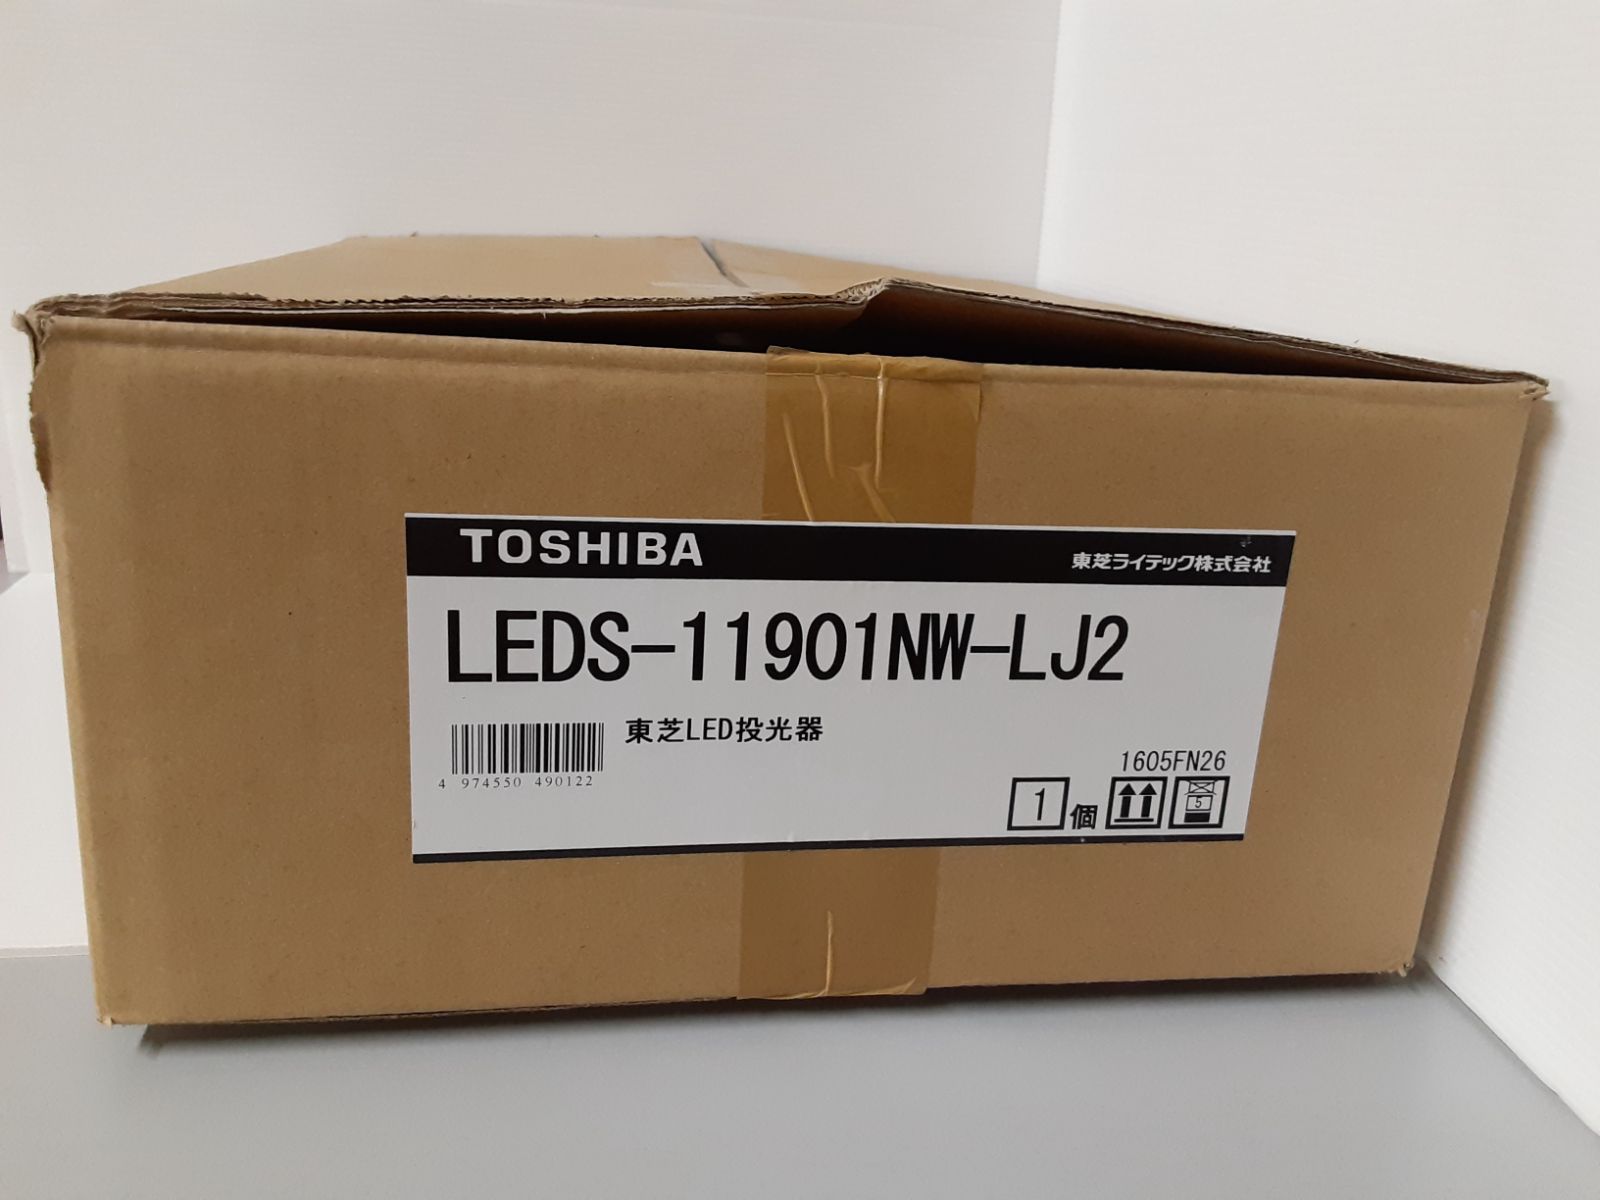 TOSHIBA
東芝ライテック株式会社
LEDS-11901NW-LJ2
東芝LED投光器
4 974550 490122
1605FN26
1個
5